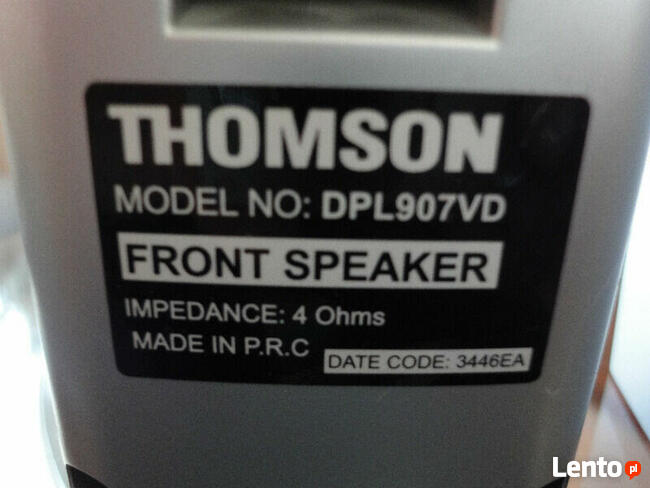 THOMSON
MODEL NO: DPL907VD
FRONT SPEAKER
IMPEDANCE: 4 Ohms
MADE IN P.R.C
DATE CODE: 3446EA
Lento.pl